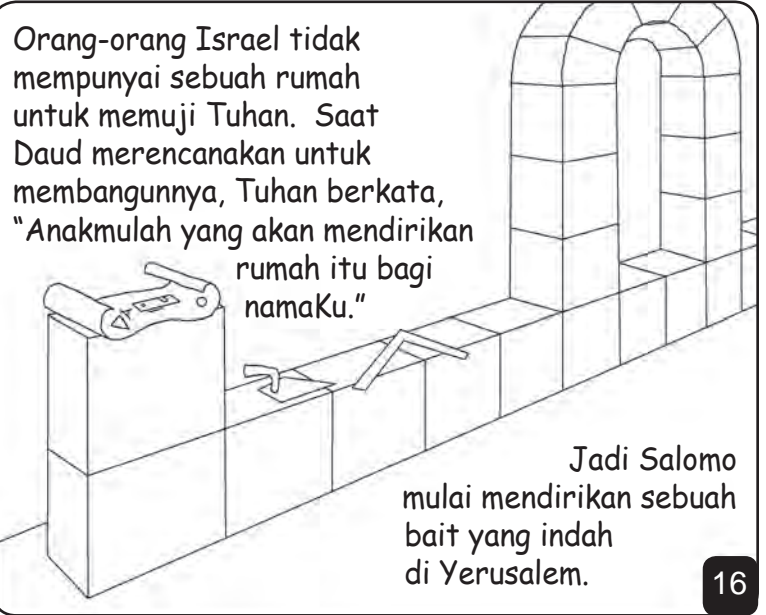 Orang-orang Israel tidak
mempunyai sebuah rumah
untuk memuji Tuhan. Saat
Daud merencanakan untuk
membangunnya, Tuhan berkata,
“Anakmulah yang akan mendirikan
rumah itu bagi
namaKu.”
Jadi Salomo
mulai mendirikan sebuah
bait yang indah
di Yerusalem.
16